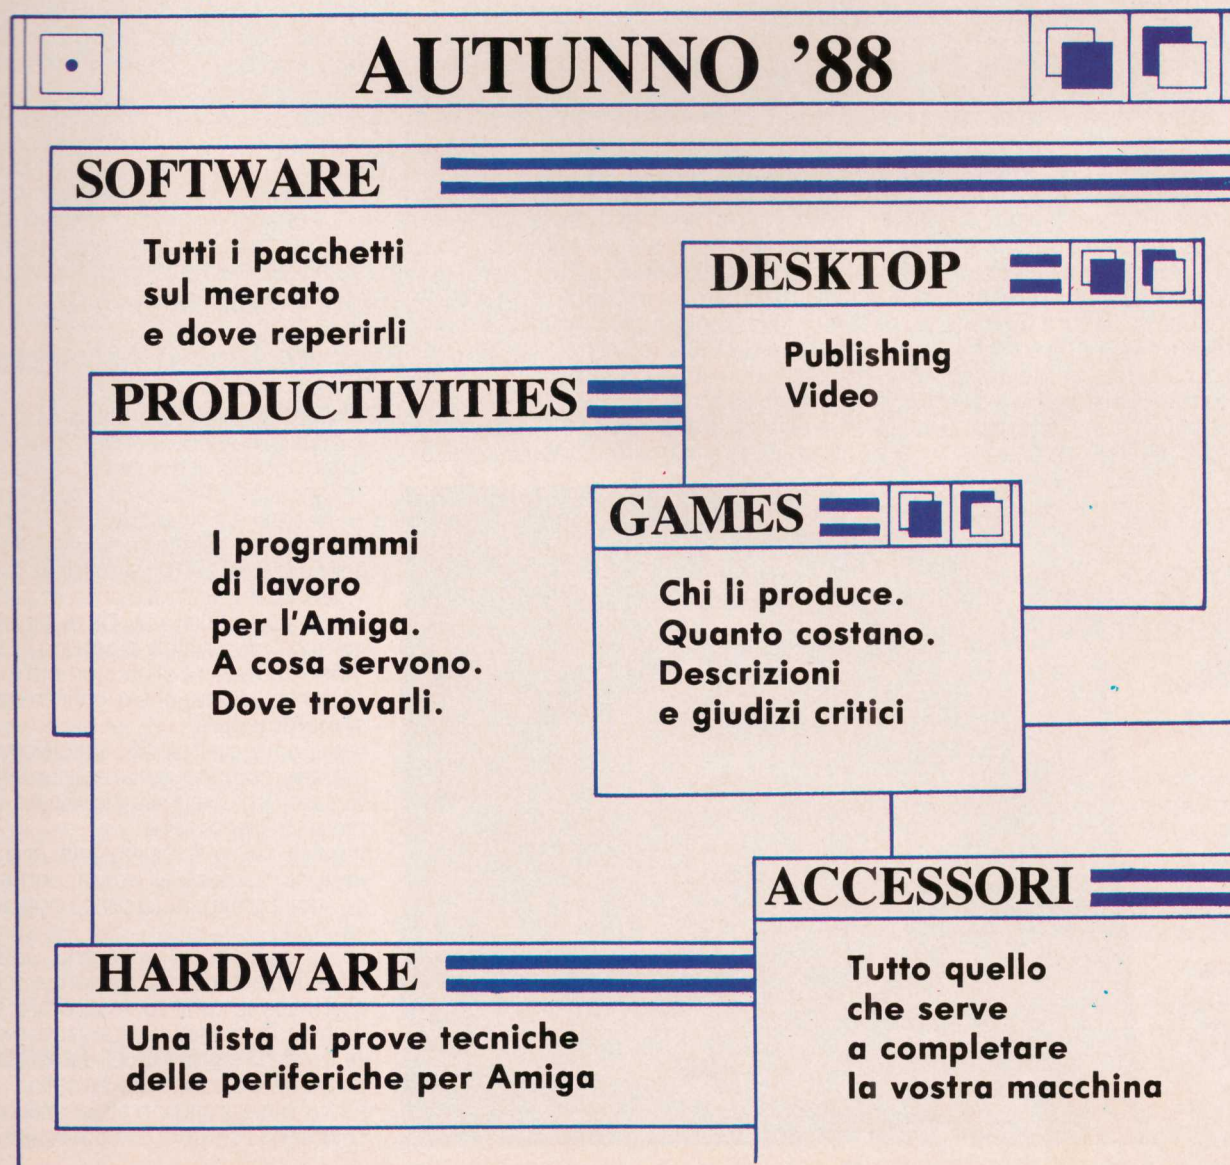 AUTUNNO '88
SOFTWARE
Tutti i pacchetti
sul mercato
e dove reperirli
DESKTOP
Publishing
Video
PRODUCTIVITIES
I programmi
di lavoro
per l'Amiga.
A cosa servono.
Dove trovarli.
GAMES
Chi li produce.
Quanto costano.
Descrizioni
e giudizi critici
ACCESSORI
Tutto quello
che serve
a completare
la vostra macchina
HARDWARE
Una lista di prove tecniche
delle periferiche per Amiga